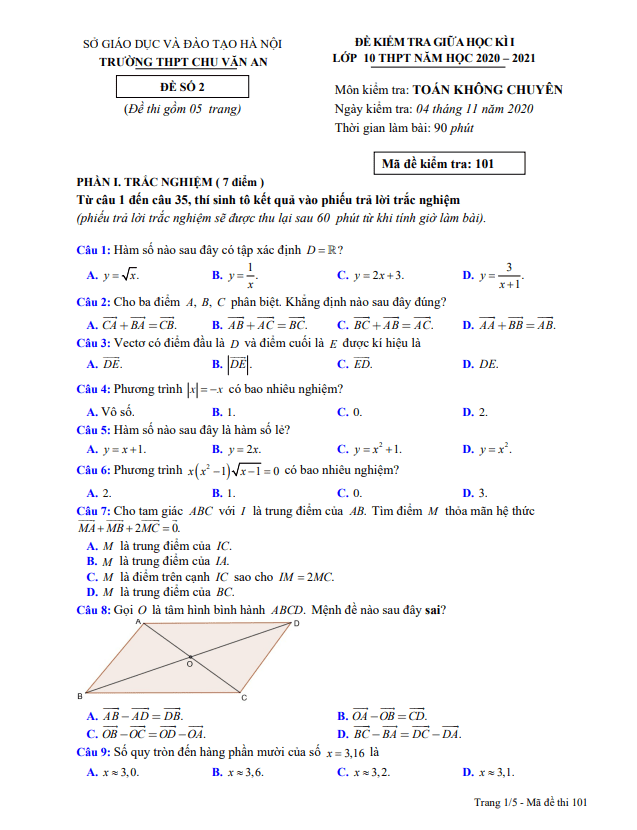 SỞ GIÁO DỤC VÀ ĐÀO TẠO HÀ NỘI
TRƯỜNG THPT CHU VĂN AN
ĐỀ SỐ 2
(Đề thi gồm 05 trang)
ĐỀ KIỂM TRA GIỮA HỌC KÌ I
LỚP 10 THPT NĂM HỌC 2020 – 2021
Môn kiểm tra: TOÁN KHÔNG CHUYÊN
Ngày kiểm tra: 04 tháng 11 năm 2020
Thời gian làm bài: 90 phút
Mã đề kiểm tra: 101
PHẦN I. TRẮC NGHIỆM ( 7 điểm )
Từ câu 1 đến câu 35, thí sinh tô kết quả vào phiếu trả lời trắc nghiệm
(phiếu trả lời trắc nghiệm sẽ được thu lại sau 60 phút từ khi tính giờ làm bài).
Câu 1: Hàm số nào sau đây có tập xác định D = ℝ?
A. y = √x. B. y = 1/x. C. y = 2x + 3. D. y = 3/(x+1).
Câu 2: Cho ba điểm A, B, C phân biệt. Khẳng định nào sau đây đúng?
A. \overrightarrow{CA} + \overrightarrow{BA} = \overrightarrow{CB}. B. \overrightarrow{AB} + \overrightarrow{AC} = \overrightarrow{BC}. C. \overrightarrow{BC} + \overrightarrow{AB} = \overrightarrow{AC}. D. \overrightarrow{AA} + \overrightarrow{BB} = \overrightarrow{AB}.
Câu 3: Vectơ có điểm đầu là D và điểm cuối là E được kí hiệu là
A. \overrightarrow{DE}. B. |\overrightarrow{DE}|. C. \overrightarrow{ED}. D. DE.
Câu 4: Phương trình |x| = −x có bao nhiêu nghiệm?
A. Vô số. B. 1. C. 0. D. 2.
Câu 5: Hàm số nào sau đây là hàm số lẻ?
A. y = x + 1. B. y = 2x. C. y = x² + 1. D. y = x².
Câu 6: Phương trình x(x² − 1)√(x − 1) = 0 có bao nhiêu nghiệm?
A. 2. B. 1. C. 0. D. 3.
Câu 7: Cho tam giác ABC với I là trung điểm của AB. Tìm điểm M thỏa mãn hệ thức
\overrightarrow{MA} + \overrightarrow{MB} + 2\overrightarrow{MC} = \vec{0}.
A. M là trung điểm của IC.
B. M là trung điểm của IA.
C. M là điểm trên cạnh IC sao cho IM = 2MC.
D. M là trung điểm của BC.
Câu 8: Gọi O là tâm hình bình hành ABCD. Mệnh đề nào sau đây sai?
A
D
O
B
C
A. \overrightarrow{AB} − \overrightarrow{AD} = \overrightarrow{DB}. B. \overrightarrow{OA} − \overrightarrow{OB} = \overrightarrow{CD}.
C. \overrightarrow{OB} − \overrightarrow{OC} = \overrightarrow{OD} − \overrightarrow{OA}. D. \overrightarrow{BC} − \overrightarrow{BA} = \overrightarrow{DC} − \overrightarrow{DA}.
Câu 9: Số quy tròn đến hàng phần mười của số x = 3,16 là
A. x ≈ 3,0. B. x ≈ 3,6. C. x ≈ 3,2. D. x ≈ 3,1.
Trang 1/5 - Mã đề thi 101